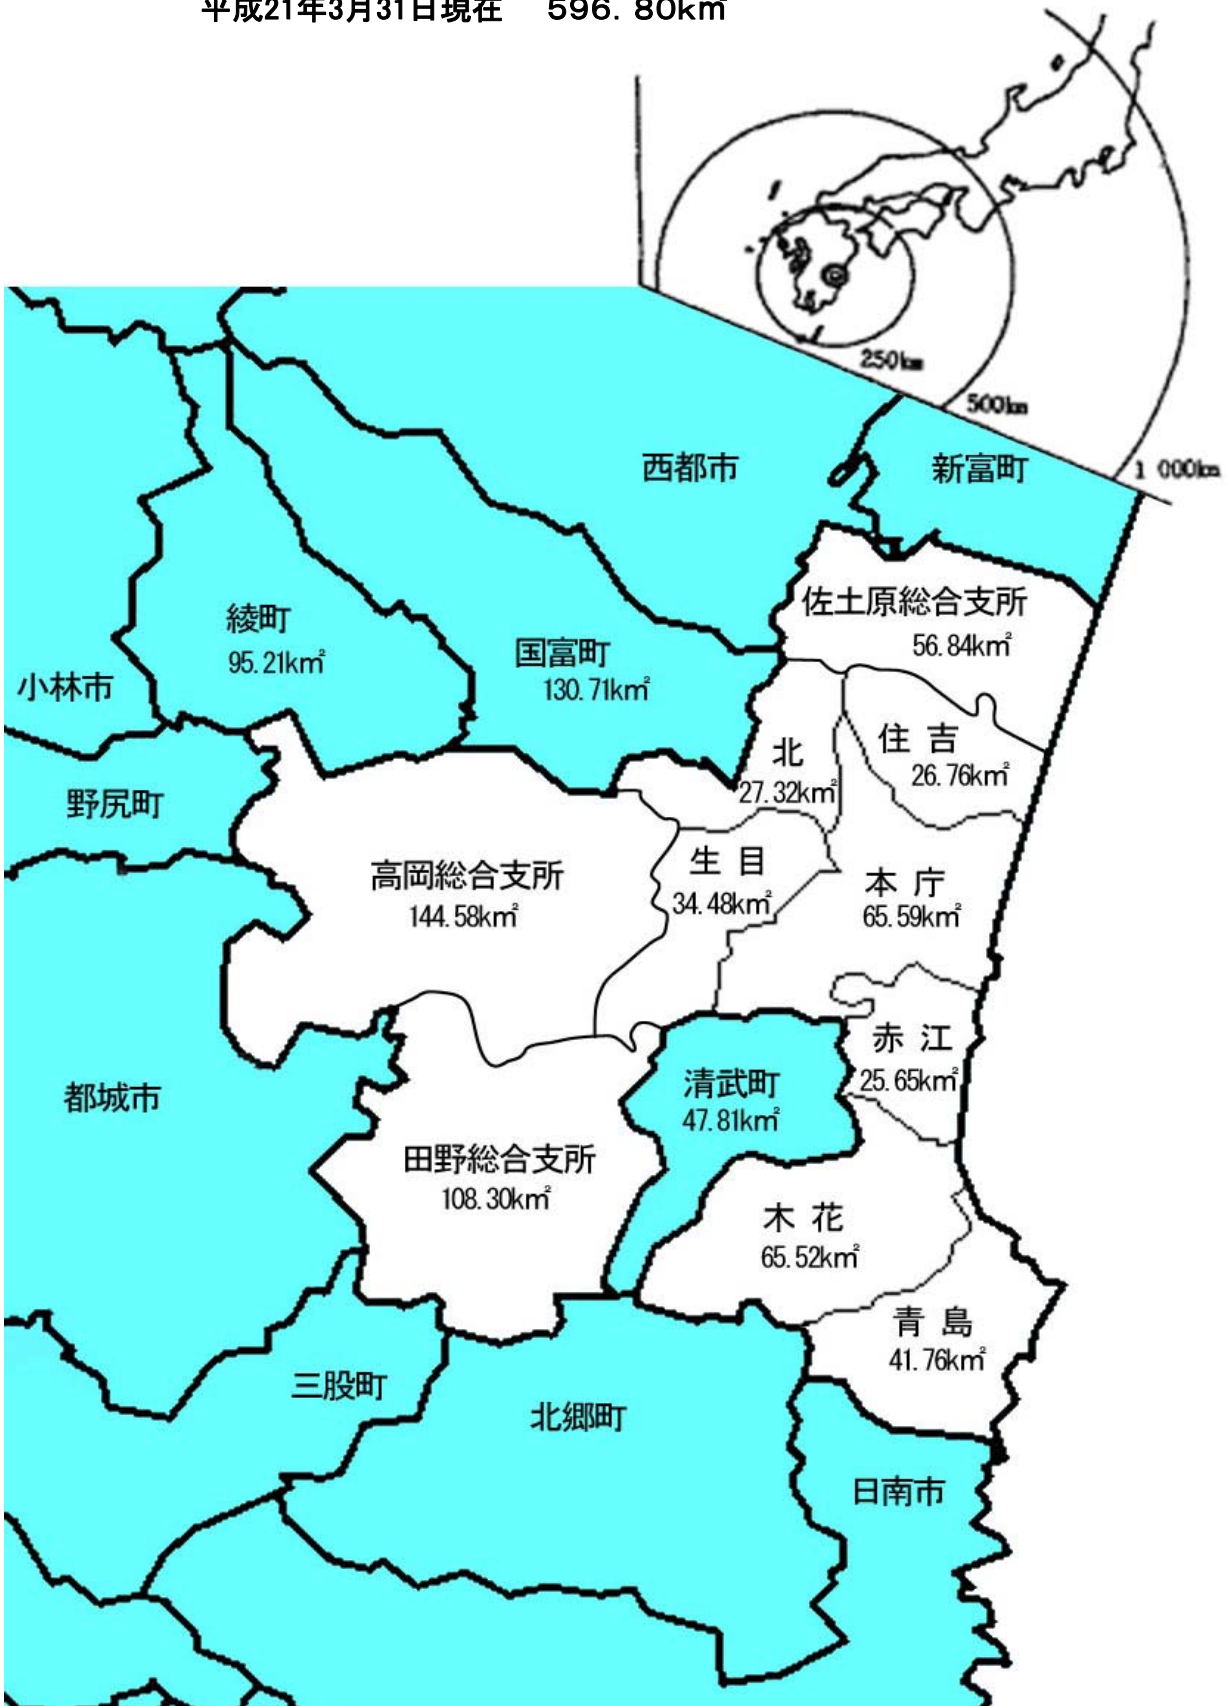 平成21年3月31日現在 596.80k㎡
250km
500km
1 000km
西都市
新富町
佐土原総合支所
56.84k㎡
綾町
95.21k㎡
国富町
130.71k㎡
小林市
北
27.32k㎡
住吉
26.76k㎡
野尻町
高岡総合支所
144.58k㎡
生目
34.48k㎡
本庁
65.59k㎡
赤江
25.65k㎡
都城市
清武町
47.81k㎡
田野総合支所
108.30k㎡
木花
65.52k㎡
青島
41.76k㎡
三股町
北郷町
日南市